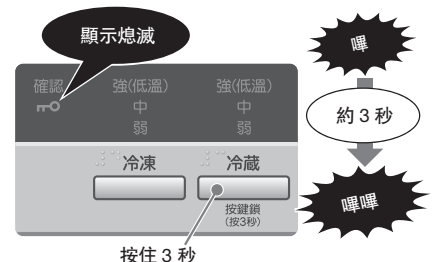 顯示熄滅
嗶
確認
強(低溫)
強(低溫)
中
中
弱
弱
約 3 秒
冷凍
冷藏
按鍵鎖
(按3秒)
嗶嗶
按住 3 秒